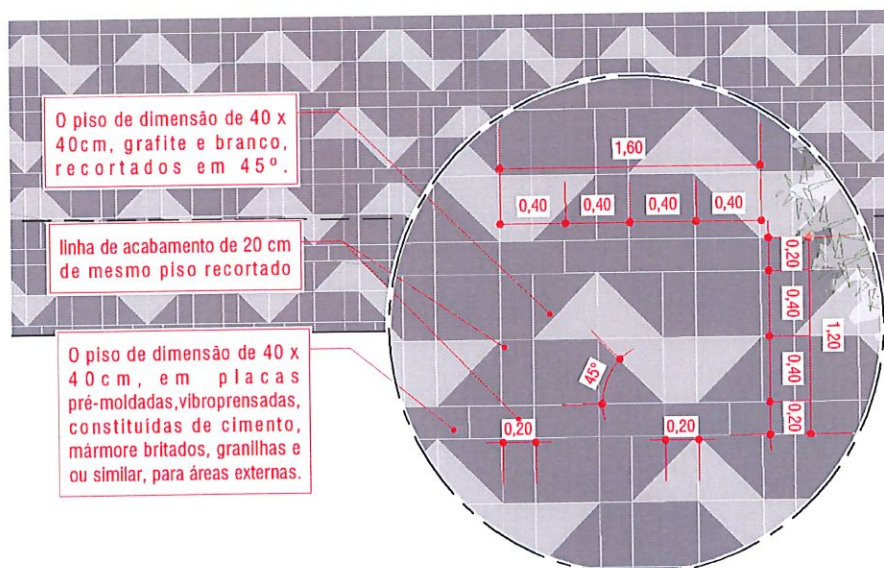 O piso de dimensão de 40 x
40cm, grafite e branco,
recortados em 45º.
linha de acabamento de 20 cm
de mesmo piso recortado
O piso de dimensão de 40 x
40cm, em placas
pré-moldadas,vibroprensadas,
constituídas de cimento,
mármore britados, granilhas e
ou similar, para áreas externas.
1,60
0,40 0,40 0,40 0,40
0,20
0,40
1,20
0,40
0,20
45º
0,20 0,20